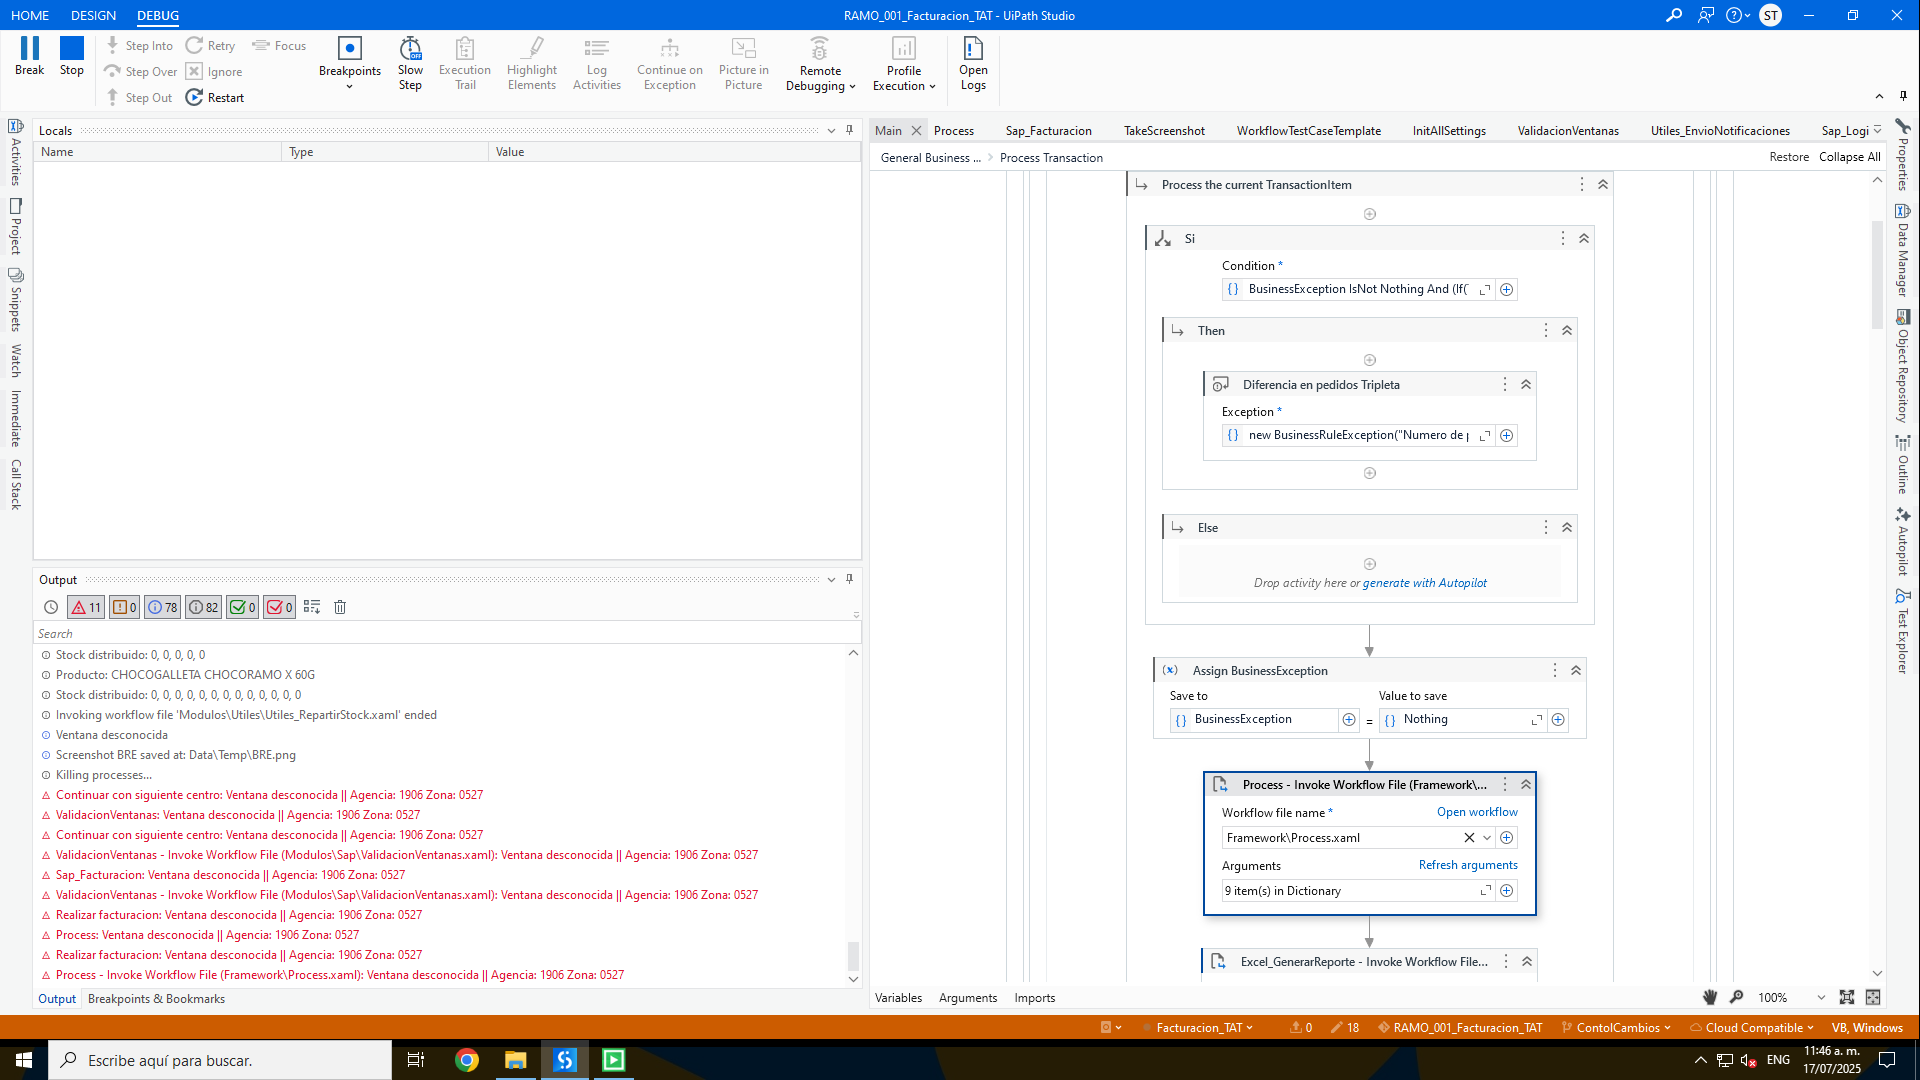 HOME DESIGN DEBUG
RAMO_001_Facturacion_TAT - UiPath Studio
ST
Break
Stop
Step Into
Step Over
Step Out
Retry
Ignore
Restart
Focus
Breakpoints
Slow Step
Execution Trail
Highlight Elements
Log Activities
Continue on Exception
Picture in Picture
Remote Debugging
Profile Execution
Open Logs
Activities
Project
Snippets
Watch
Immediate
Call Stack
Locals
Name Type Value
Output
11 0 78 82 0 0
Search
Stock distribuido: 0, 0, 0, 0, 0
Producto: CHOCOGALLETA CHOCORAMO X 60G
Stock distribuido: 0, 0, 0, 0, 0, 0, 0, 0, 0, 0, 0, 0, 0
Invoking workflow file 'Modulos\Utiles\Utiles_RepartirStock.xaml' ended
Ventana desconocida
Screenshot BRE saved at: Data\Temp\BRE.png
Killing processes...
Continuar con siguiente centro: Ventana desconocida || Agencia: 1906 Zona: 0527
ValidacionVentanas: Ventana desconocida || Agencia: 1906 Zona: 0527
Continuar con siguiente centro: Ventana desconocida || Agencia: 1906 Zona: 0527
ValidacionVentanas - Invoke Workflow File (Modulos\Sap\ValidacionVentanas.xaml): Ventana desconocida || Agencia: 1906 Zona: 0527
Sap_Facturacion: Ventana desconocida || Agencia: 1906 Zona: 0527
ValidacionVentanas - Invoke Workflow File (Modulos\Sap\ValidacionVentanas.xaml): Ventana desconocida || Agencia: 1906 Zona: 0527
Realizar facturacion: Ventana desconocida || Agencia: 1906 Zona: 0527
Process: Ventana desconocida || Agencia: 1906 Zona: 0527
Realizar facturacion: Ventana desconocida || Agencia: 1906 Zona: 0527
Process - Invoke Workflow File (Framework\Process.xaml): Ventana desconocida || Agencia: 1906 Zona: 0527
Output Breakpoints & Bookmarks
Main Process Sap_Facturacion TakeScreenshot WorkflowTestCaseTemplate InitAllSettings ValidacionVentanas Utiles_EnvioNotificaciones Sap_Logi
General Business ... > Process Transaction
Restore Collapse All
Process the current TransactionItem
Si
Condition *
BusinessException IsNot Nothing And (If(
Then
Diferencia en pedidos Tripleta
Exception *
new BusinessRuleException("Numero de p
Else
Drop activity here or generate with Autopilot
Assign BusinessException
Save to Value to save
BusinessException = Nothing
Process - Invoke Workflow File (Framework\...
Workflow file name * Open workflow
Framework\Process.xaml
Arguments Refresh arguments
9 item(s) in Dictionary
Excel_GenerarReporte - Invoke Workflow File...
Variables Arguments Imports
100%
Properties
Data Manager
Object Repository
Outline
Autopilot
Test Explorer
Facturacion_TAT 0 18 RAMO_001_Facturacion_TAT ContolCambios Cloud Compatible VB, Windows
Escribe aquí para buscar.
ENG
11:46 a. m.
17/07/2025